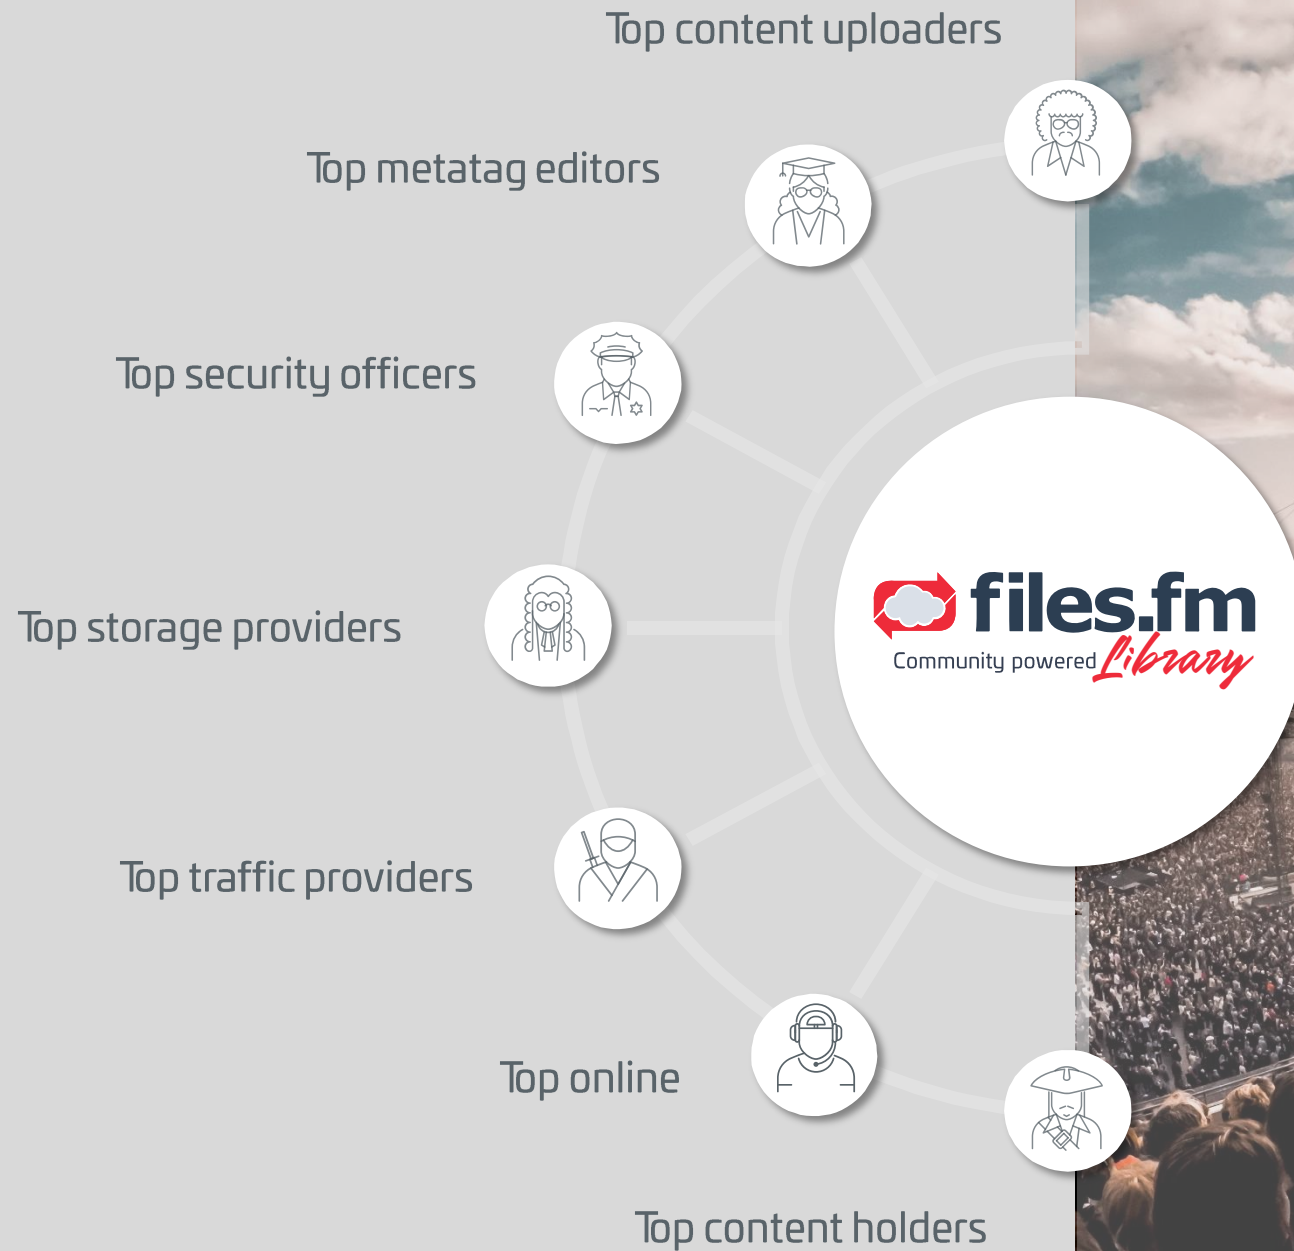 Top content uploaders
Top metatag editors
Top security officers
Top storage providers
files.fm
Community powered Library
Top traffic providers
Top online
Top content holders